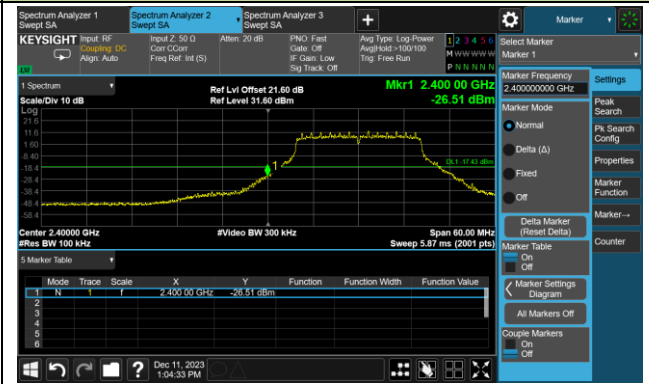 Spectrum Analyzer 1
Swept SA
Spectrum Analyzer 2
Swept SA
Spectrum Analyzer 3
Swept SA
+
Marker
KEYSIGHT
Input: RF
Coupling: DC
Align: Auto
Input Z: 50 Ω
Corr CCorr
Freq Ref: Int (S)
Atten: 20 dB
PNO: Fast
Gate: Off
IF Gain: Low
Sig Track: Off
Avg Type: Log-Power
Avg|Hold:>100/100
Trig: Free Run
1 2 3 4 5 6
M W W W W W
P N N N N N
Select Marker
Marker 1
1 Spectrum
Scale/Div 10 dB
Ref Lvl Offset 21.60 dB
Ref Level 31.60 dBm
Mkr1 2.400 00 GHz
-26.51 dBm
Log
21.6
11.6
1.60
-8.40
-18.4
-28.4
-38.4
-48.4
-58.4
1
DL1 -17.43 dBm
Center 2.40000 GHz
#Res BW 100 kHz
#Video BW 300 kHz
Span 60.00 MHz
Sweep 5.87 ms (2001 pts)
5 Marker Table
Mode Trace Scale X Y Function Function Width Function Value
1 N 1 f 2.400 00 GHz -26.51 dBm
2
3
4
5
6
Marker Frequency
2.400000000 GHz
Marker Mode
Normal
Delta (Δ)
Fixed
Off
Delta Marker
(Reset Delta)
Marker Table
On
Off
Marker Settings
Diagram
All Markers Off
Couple Markers
On
Off
Settings
Peak
Search
Pk Search
Config
Properties
Marker
Function
Marker→
Counter
?
Dec 11, 2023
1:04:33 PM